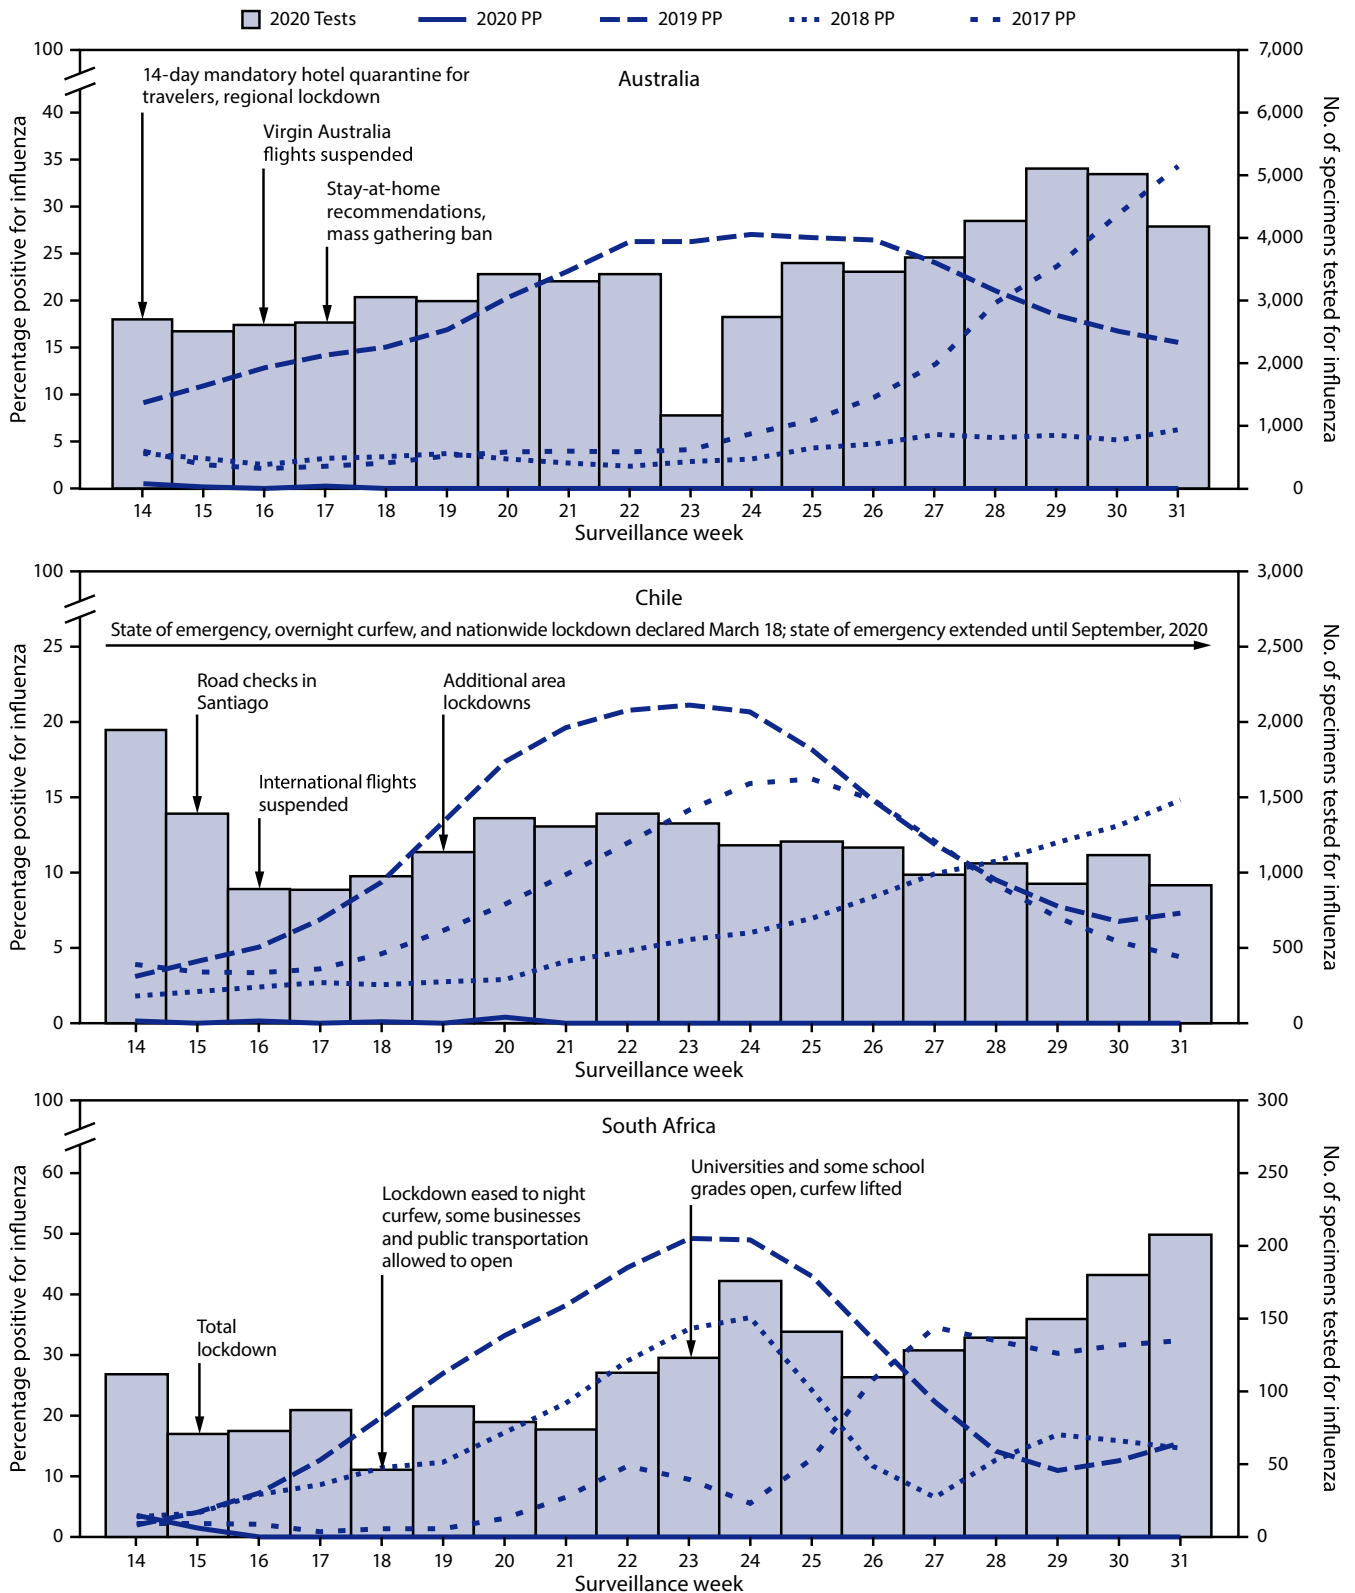 2020 Tests 2020 PP 2019 PP 2018 PP 2017 PP
Australia
14-day mandatory hotel quarantine for
travelers, regional lockdown
Virgin Australia
flights suspended
Stay-at-home
recommendations,
mass gathering ban
Percentage positive for influenza
100
40
35
30
25
20
15
10
5
0
No. of specimens tested for influenza
7,000
6,000
5,000
4,000
3,000
2,000
1,000
0
14 15 16 17 18 19 20 21 22 23 24 25 26 27 28 29 30 31
Surveillance week
Chile
State of emergency, overnight curfew, and nationwide lockdown declared March 18; state of emergency extended until September, 2020
Road checks in
Santiago
International flights
suspended
Additional area
lockdowns
Percentage positive for influenza
100
25
20
15
10
5
0
No. of specimens tested for influenza
3,000
2,500
2,000
1,500
1,000
500
0
14 15 16 17 18 19 20 21 22 23 24 25 26 27 28 29 30 31
Surveillance week
South Africa
Total
lockdown
Lockdown eased to night
curfew, some businesses
and public transportation
allowed to open
Universities and some school
grades open, curfew lifted
Percentage positive for influenza
100
60
50
40
30
20
10
0
No. of specimens tested for influenza
300
250
200
150
100
50
0
14 15 16 17 18 19 20 21 22 23 24 25 26 27 28 29 30 31
Surveillance week